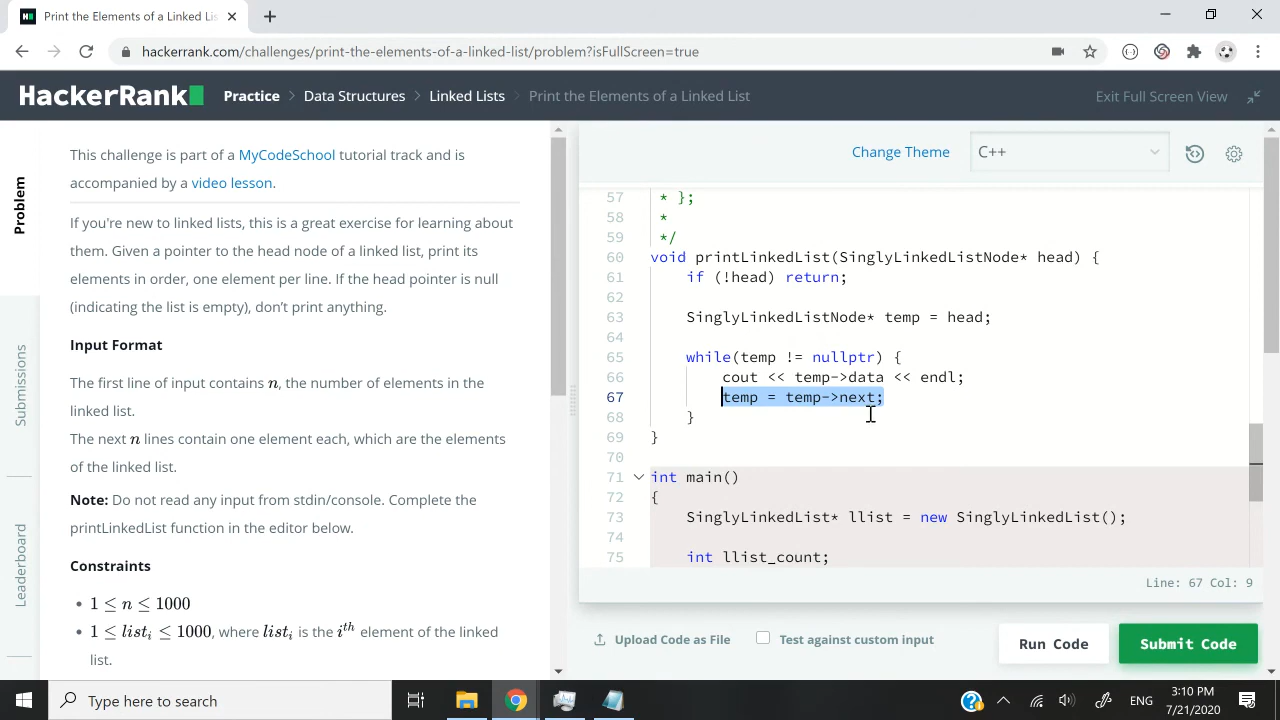 Print the Elements of a Linked Lis
hackerrank.com/challenges/print-the-elements-of-a-linked-list/problem?isFullScreen=true
HackerRank
Practice > Data Structures > Linked Lists > Print the Elements of a Linked List
Exit Full Screen View
Problem
Submissions
Leaderboard
This challenge is part of a MyCodeSchool tutorial track and is
accompanied by a video lesson.
If you're new to linked lists, this is a great exercise for learning about
them. Given a pointer to the head node of a linked list, print its
elements in order, one element per line. If the head pointer is null
(indicating the list is empty), don't print anything.
Input Format
The first line of input contains n, the number of elements in the
linked list.
The next n lines contain one element each, which are the elements
of the linked list.
Note: Do not read any input from stdin/console. Complete the
printLinkedList function in the editor below.
Constraints
• 1 ≤ n ≤ 1000
• 1 ≤ list_i ≤ 1000, where list_i is the i^th element of the linked
list.
Change Theme
C++
57 * };
58 *
59 */
60 void printLinkedList(SinglyLinkedListNode* head) {
61 if (!head) return;
62
63 SinglyLinkedListNode* temp = head;
64
65 while(temp != nullptr) {
66 cout << temp->data << endl;
67 temp = temp->next;
68 }
69 }
70
71 int main()
72 {
73 SinglyLinkedList* llist = new SinglyLinkedList();
74
75 int llist_count;
Line: 67 Col: 9
Upload Code as File
Test against custom input
Run Code
Submit Code
Type here to search
ENG
3:10 PM
7/21/2020